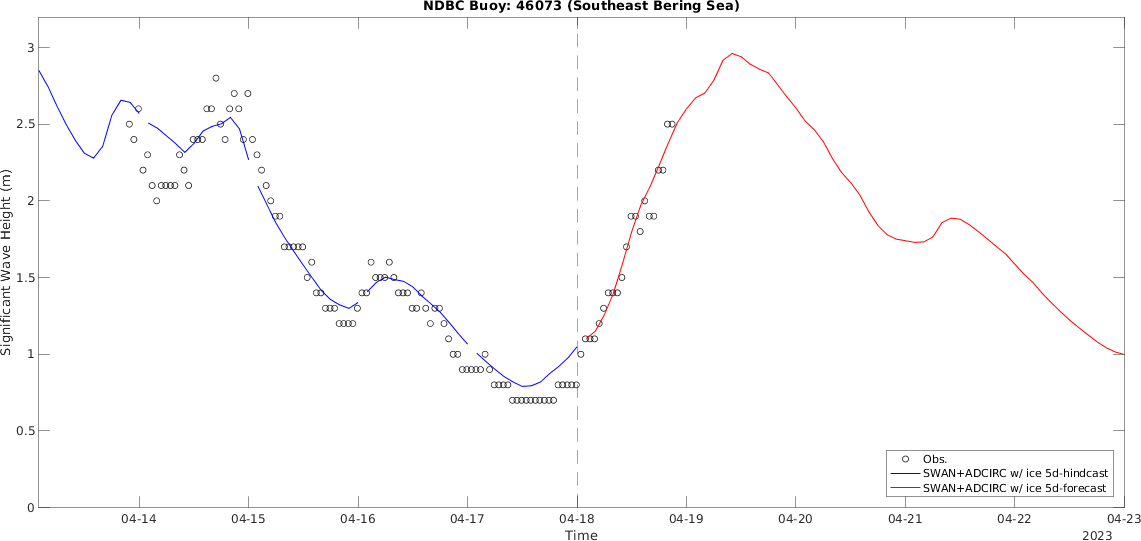 NDBC Buoy: 46073 (Southeast Bering Sea)
Significant Wave Height (m)
3
2.5
2
1.5
1
0.5
0
Obs.
SWAN+ADCIRC w/ ice 5d-hindcast
SWAN+ADCIRC w/ ice 5d-forecast
04-14 04-15 04-16 04-17 04-18 04-19 04-20 04-21 04-22 04-23
Time
2023